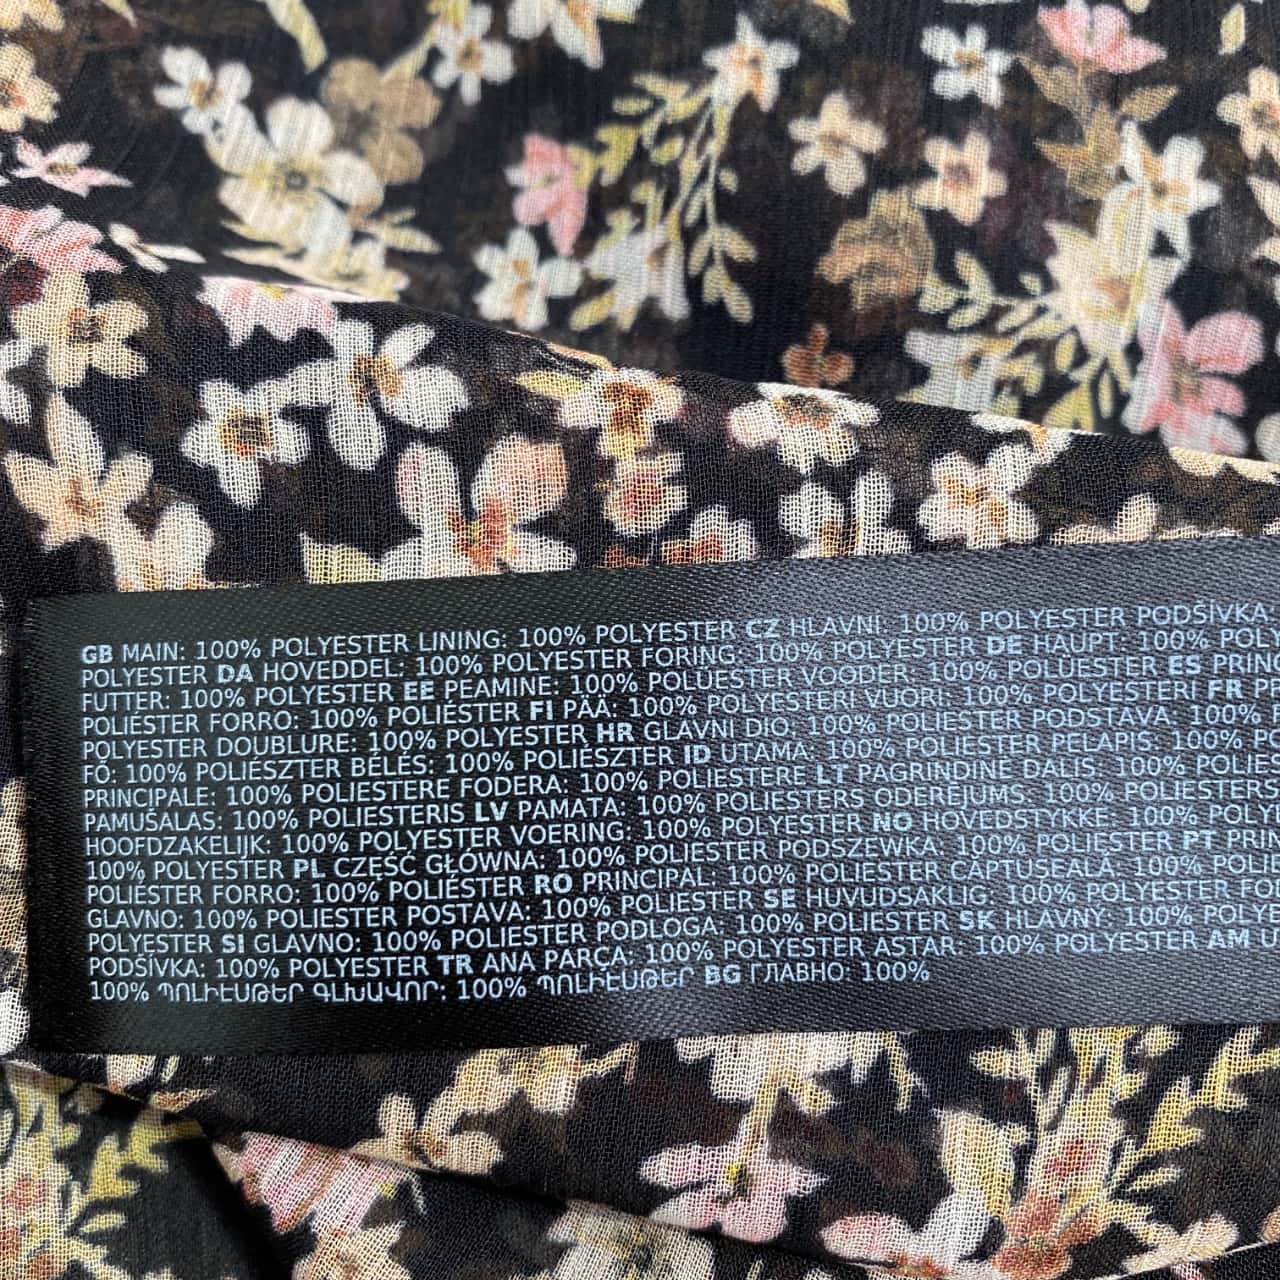 GB MAIN: 100% POLYESTER LINING: 100% POLYESTER CZ HLAVNÍ: 100% POLYESTER PODŠÍVKA:
POLYESTER DA HOVEDDEL: 100% POLYESTER FORING: 100% POLYESTER DE HAUPT: 100%
FUTTER: 100% POLYESTER EE PEAMINE: 100% POLÜESTER VOODER: 100% POLÜESTER ES
POLIÉSTER FORRO: 100% POLIÉSTER FI PÄÄ: 100% POLYESTERI VUORI: 100% POLYESTERI FR
POLYESTER DOUBLURE: 100% POLYESTER HR GLAVNI DIO: 100% POLIESTER PODSTAVA: 100%
FŐ: 100% POLIÉSZTER BÉLÉS: 100% POLIÉSZTER ID UTAMA: 100% POLIESTER PELAPIS: 100%
PRINCIPALE: 100% POLIESTERE FODERA: 100% POLIESTERE LT PAGRINDINĖ DALIS: 100%
PAMUŠALAS: 100% POLIESTERIS LV PAMATA: 100% POLIESTERS ODERĒJUMS: 100% POLIESTERS
HOOFDZAKELIJK: 100% POLYESTER VOERING: 100% POLYESTER NO HOVEDSTYKKE: 100%
100% POLYESTER PL CZĘŚĆ GŁÓWNA: 100% POLIESTER PODSZEWKA: 100% POLIESTER PT
POLIÉSTER FORRO: 100% POLIÉSTER RO PRINCIPAL: 100% POLIESTER CĂPTUȘEALĂ: 100%
GLAVNO: 100% POLIESTER POSTAVA: 100% POLIESTER SE HUVUDSAKLIG: 100% POLYESTER
POLYESTER SI GLAVNO: 100% POLIESTER PODLOGA: 100% POLIESTER SK HLAVNÝ: 100%
PODŠÍVKA: 100% POLYESTER TR ANA PARÇA: 100% POLYESTER ASTAR: 100% POLYESTER AM
100% ՊՈԼԻԷՍԹԵՐ ԳԼԽԱՎՈՐ: 100% ՊՈԼԻԷՍԹԵՐ BG ГЛАВНО: 100%